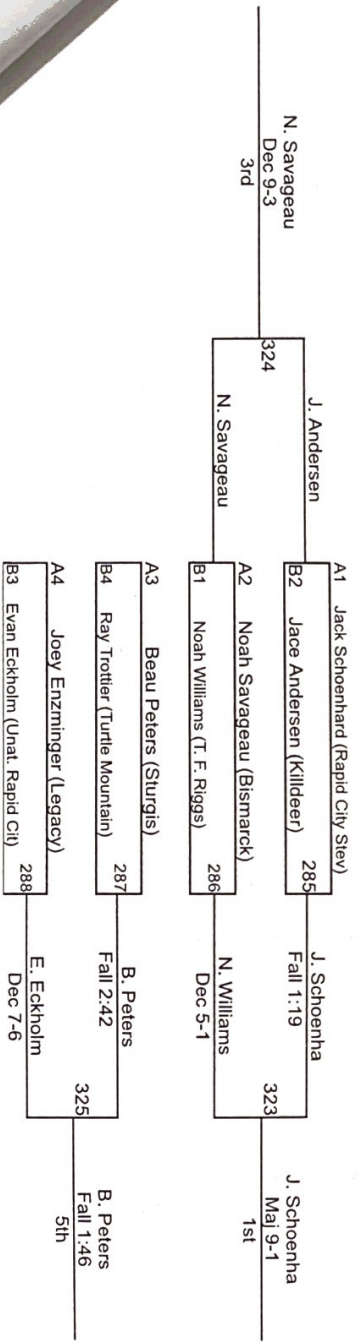 A1 Jack Schoenhard (Rapid City Stev)
285
J. Schoenha
Fall 1:19
B2 Jace Andersen (Killdeer)
J. Andersen
323
J. Schoenha
Maj 9-1
1st
324
N. Savageau
Dec 9-3
3rd
A2 Noah Savageau (Bismarck)
286
N. Williams
Dec 5-1
B1 Noah Williams (T. F. Riggs)
N. Savageau
A3 Beau Peters (Sturgis)
287
B. Peters
Fall 2:42
B4 Ray Trottier (Turtle Mountain)
325
B. Peters
Fall 1:46
5th
A4 Joey Enzminger (Legacy)
288
E. Eckholm
Dec 7-6
B3 Evan Eckholm (Unat. Rapid Cit)